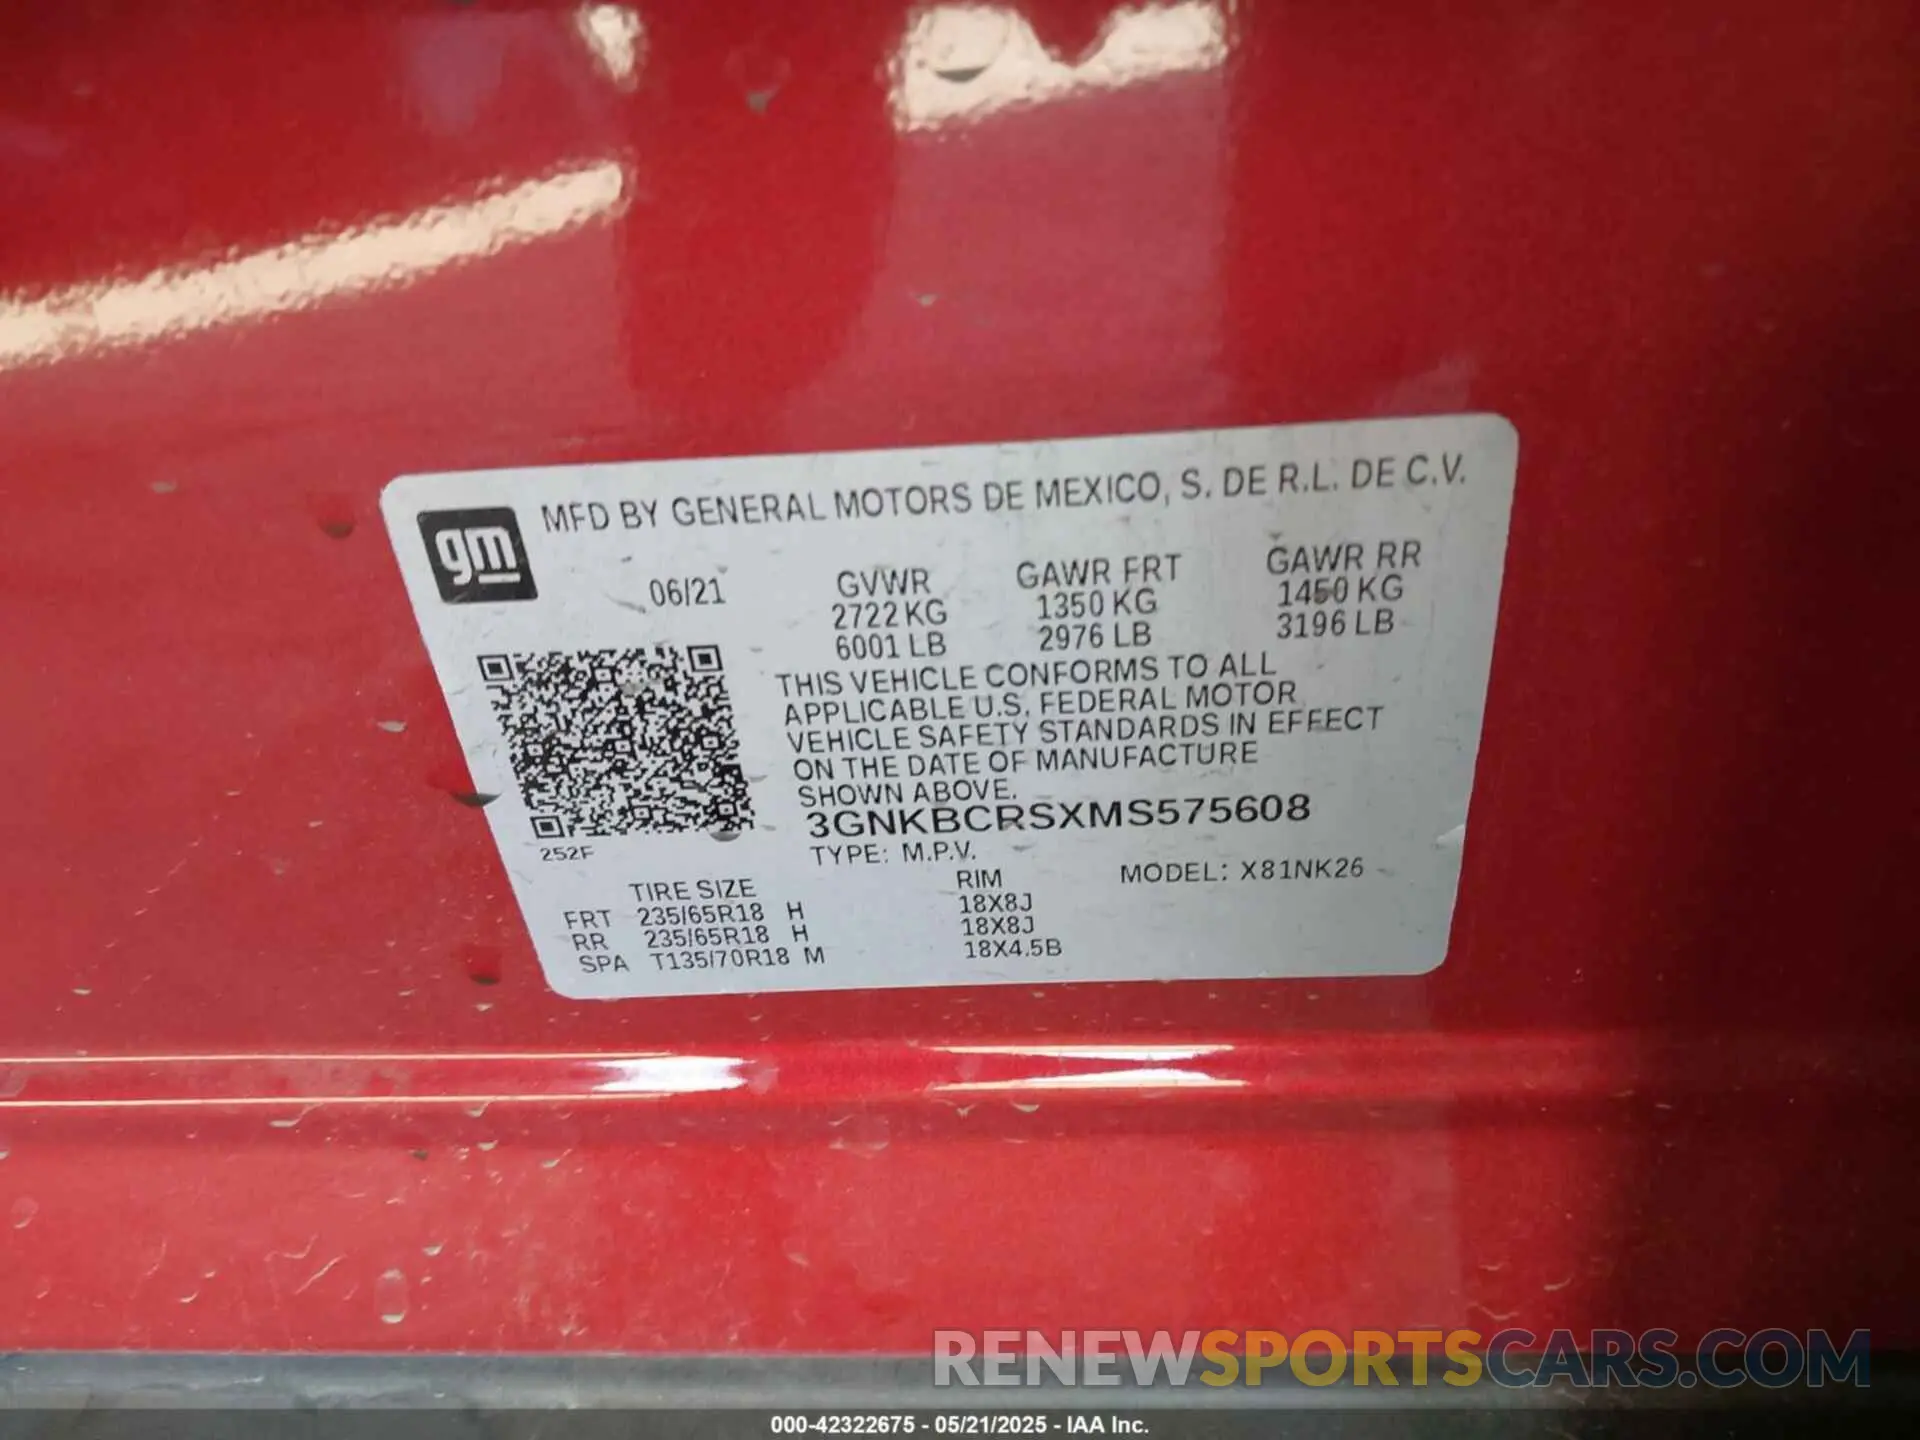 gm
MFD BY GENERAL MOTORS DE MEXICO, S. DE R.L. DE C.V.
06/21 GVWR GAWR FRT GAWR RR
2722 KG 1350 KG 1450 KG
6001 LB 2976 LB 3196 LB
THIS VEHICLE CONFORMS TO ALL
APPLICABLE U.S. FEDERAL MOTOR
VEHICLE SAFETY STANDARDS IN EFFECT
ON THE DATE OF MANUFACTURE
SHOWN ABOVE.
3GNKBCRSXMS575608
252F
TYPE: M.P.V.
MODEL: X81NK26
TIRE SIZE RIM
FRT 235/65R18 H 18X8J
RR 235/65R18 H 18X8J
SPA T135/70R18 M 18X4.5B
RENEWSPORTSCARS.COM
000-42322675 - 05/21/2025 - IAA Inc.